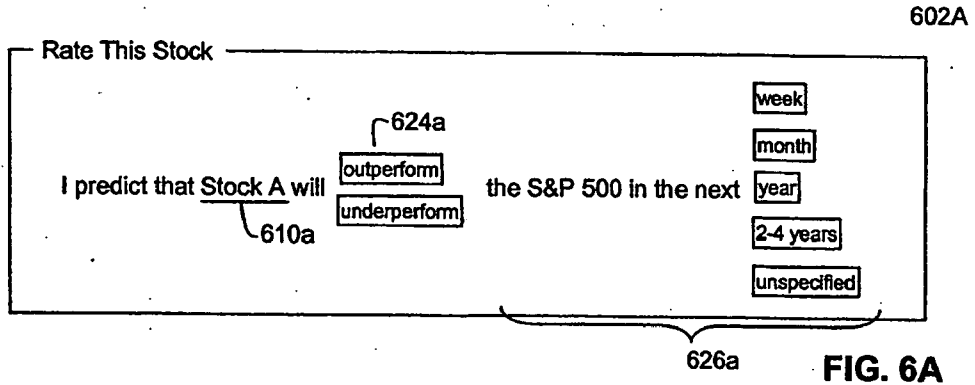 602A
Rate This Stock
624a
I predict that Stock A will
outperform
underperform
610a
the S&P 500 in the next
week
month
year
2-4 years
unspecified
626a
FIG. 6A